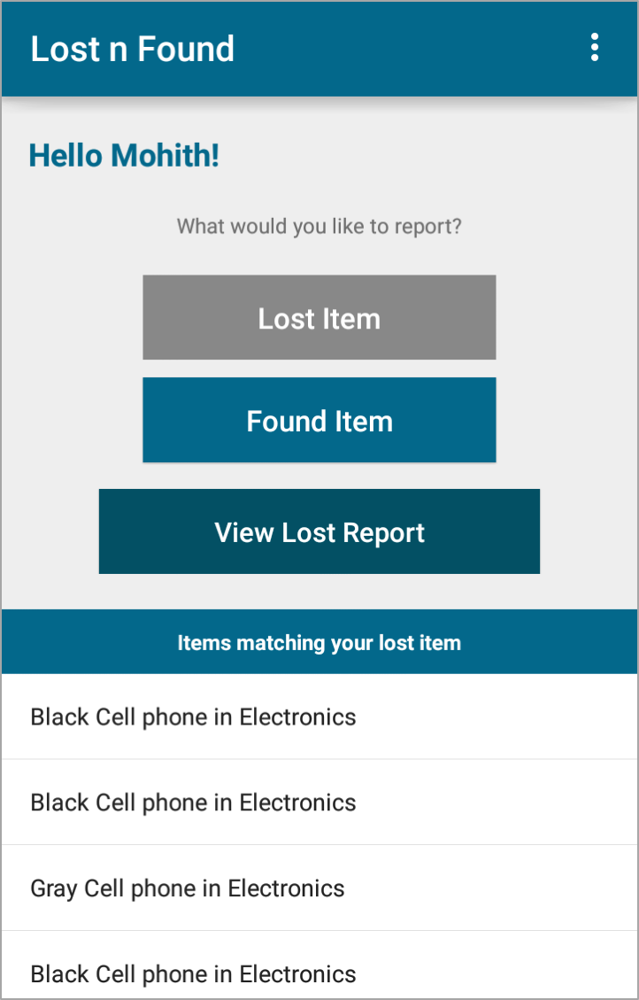 Lost n Found
Hello Mohith!
What would you like to report?
Lost Item
Found Item
View Lost Report
Items matching your lost item
Black Cell phone in Electronics
Black Cell phone in Electronics
Gray Cell phone in Electronics
Black Cell phone in Electronics